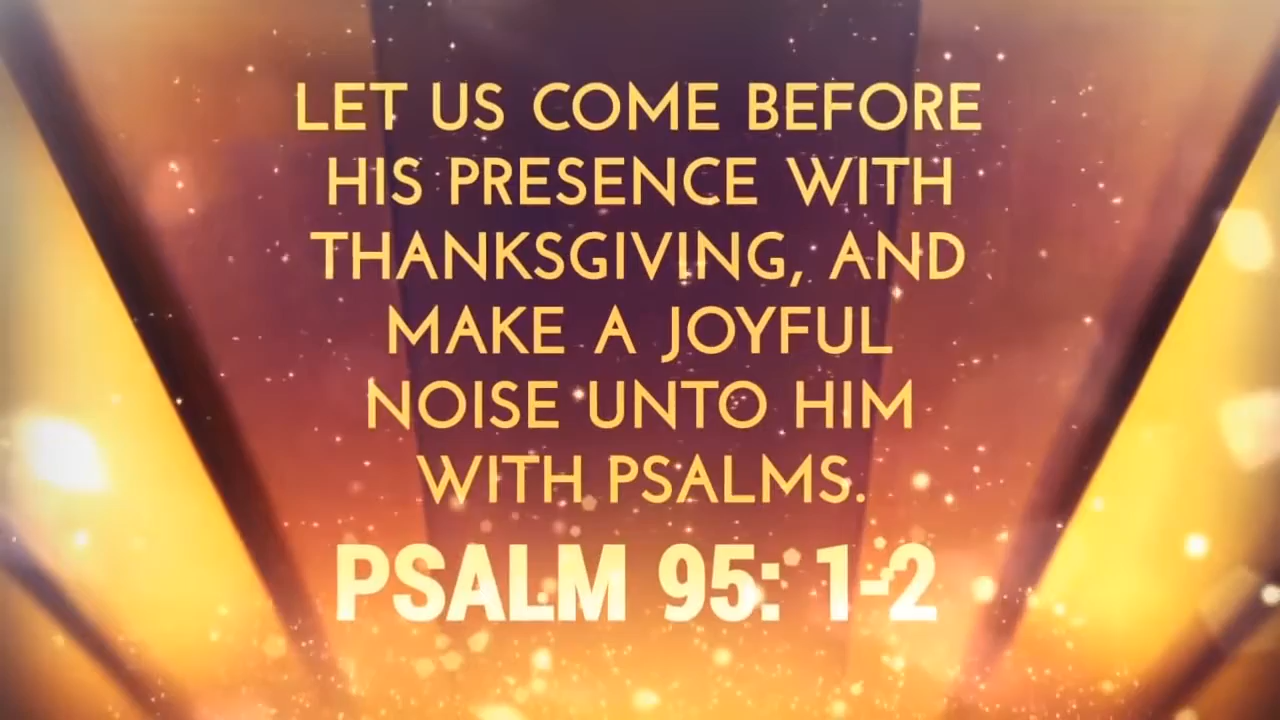 LET US COME BEFORE
HIS PRESENCE WITH
THANKSGIVING, AND
MAKE A JOYFUL
NOISE UNTO HIM
WITH PSALMS.
PSALM 95: 1-2